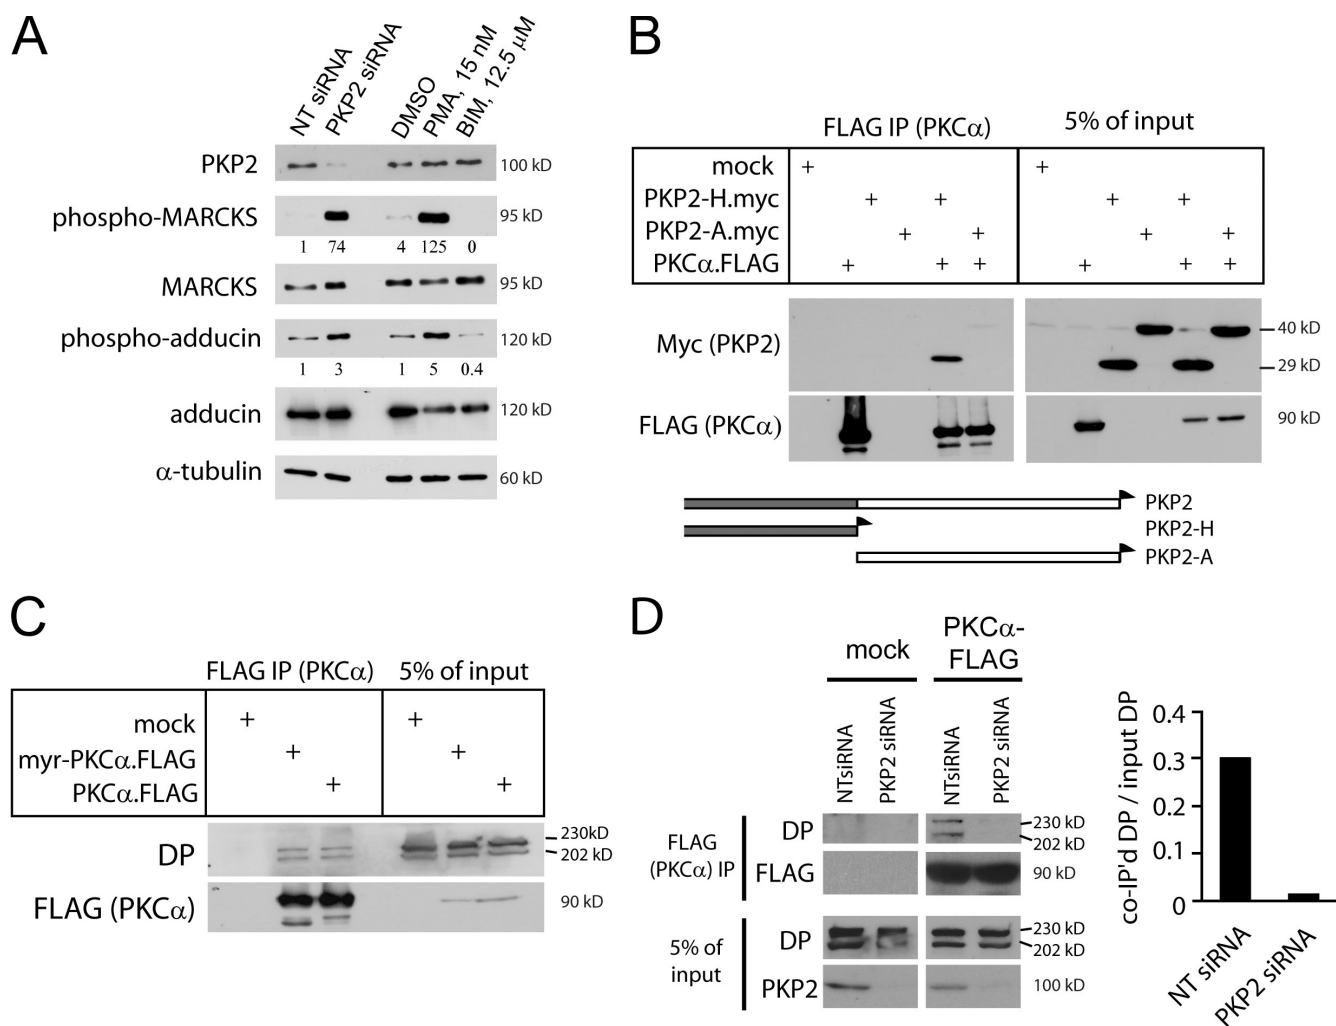 A
NT siRNA
PKP2 siRNA
DMSO
PMA, 15 nM
BIM, 12.5 μM
PKP2
100 kD
phospho-MARCKS
95 kD
1 74 4 125 0
MARCKS
95 kD
phospho-adducin
120 kD
1 3 1 5 0.4
adducin
120 kD
α-tubulin
60 kD
B
FLAG IP (PKCα)
5% of input
mock + +
PKP2-H.myc + + + +
PKP2-A.myc + + + +
PKCα.FLAG + + + + + +
Myc (PKP2)
40 kD
29 kD
FLAG (PKCα)
90 kD
PKP2
PKP2-H
PKP2-A
C
FLAG IP (PKCα)
5% of input
mock + +
myr-PKCα.FLAG + +
PKCα.FLAG + +
DP
230kD
202 kD
FLAG (PKCα)
90 kD
D
mock
PKCα-
FLAG
NTsiRNA
PKP2 siRNA
NTsiRNA
PKP2 siRNA
FLAG
(PKCα) IP
DP
230 kD
202 kD
FLAG
90 kD
5% of
input
DP
230 kD
202 kD
PKP2
100 kD
co-IP'd DP / input DP
0.4
0.3
0.2
0.1
0
NT siRNA
PKP2 siRNA